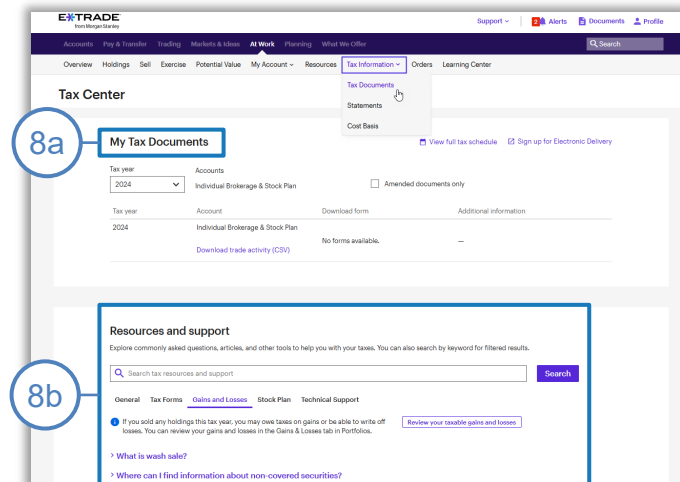 E*TRADE
from Morgan Stanley
Support
2 Alerts
Documents
Profile
Accounts Pay & Transfer Trading Markets & Ideas At Work Planning What We Offer
Search
Overview Holdings Sell Exercise Potential Value My Account Resources Tax Information Orders Learning Center
Tax Documents
Statements
Cost Basis
Tax Center
8a
My Tax Documents
View full tax schedule
Sign up for Electronic Delivery
Tax year
2024
Accounts
Individual Brokerage & Stock Plan
Amended documents only
Tax year Account Download form Additional information
2024 Individual Brokerage & Stock Plan
No forms available. —
Download trade activity (CSV)
8b
Resources and support
Explore commonly asked questions, articles, and other tools to help you with your taxes. You can also search by keyword for filtered results.
Search tax resources and support
Search
General Tax Forms Gains and Losses Stock Plan Technical Support
If you sold any holdings this tax year, you may owe taxes on gains or be able to write off
losses. You can review your gains and losses in the Gains & Losses tab in Portfolios.
Review your taxable gains and losses
> What is wash sale?
> Where can I find information about non-covered securities?